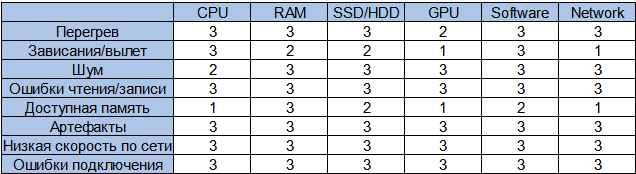 CPU RAM SSD/HDD GPU Software Network
Перегрев 3 3 3 2 3 3
Зависания/вылет 3 2 2 1 3 1
Шум 2 3 3 3 3 3
Ошибки чтения/записи 3 3 3 3 3 3
Доступная память 1 3 2 1 2 1
Артефакты 3 3 3 3 3 3
Низкая скорость по сети 3 3 3 3 3 3
Ошибки подключения 3 3 3 3 3 3